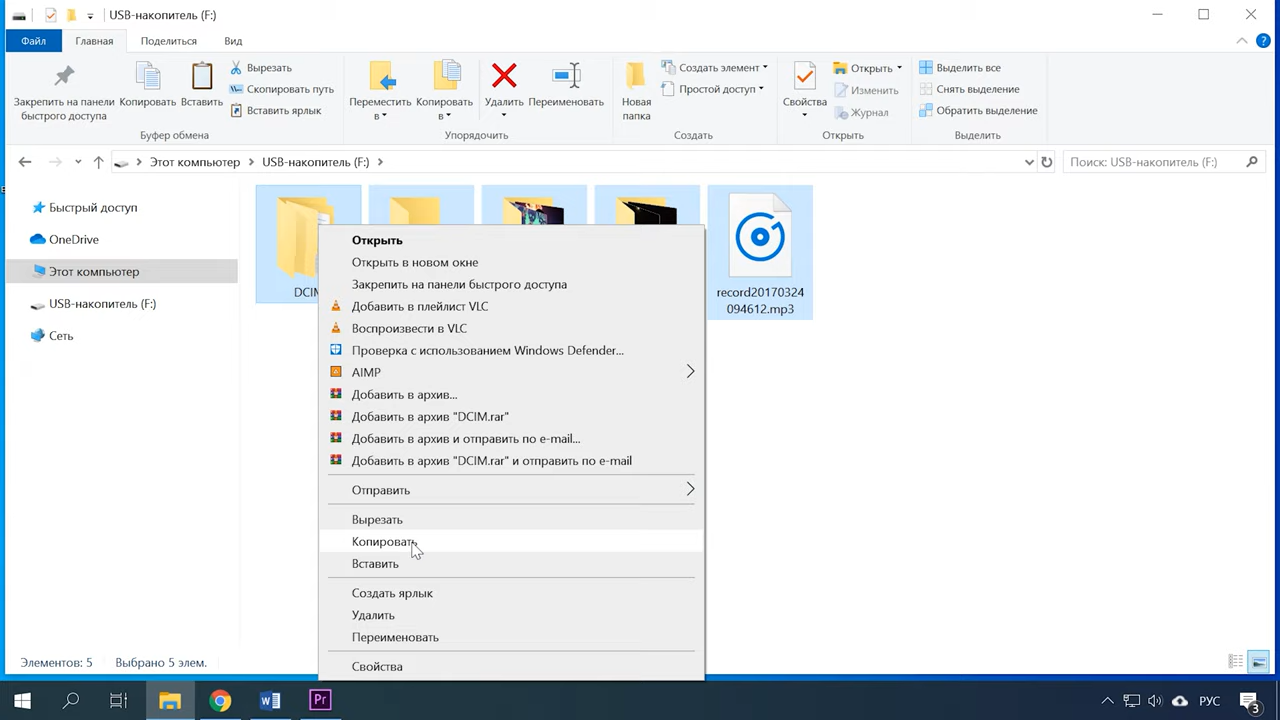 USB-накопитель (F:)
Файл
Главная
Поделиться
Вид
Закрепить на панели
быстрого доступа
Копировать
Вставить
Вырезать
Скопировать путь
Вставить ярлык
Буфер обмена
Переместить
в
Копировать
в
Удалить
Переименовать
Упорядочить
Новая
папка
Создать элемент
Простой доступ
Создать
Свойства
Открыть
Изменить
Журнал
Открыть
Выделить все
Снять выделение
Обратить выделение
Выделить
Этот компьютер
USB-накопитель (F:)
Поиск: USB-накопитель (F:)
Быстрый доступ
OneDrive
Этот компьютер
USB-накопитель (F:)
Сеть
record20170324
094612.mp3
Открыть
Открыть в новом окне
Закрепить на панели быстрого доступа
Добавить в плейлист VLC
Воспроизвести в VLC
Проверка с использованием Windows Defender...
AIMP
Добавить в архив...
Добавить в архив "DCIM.rar"
Добавить в архив и отправить по e-mail...
Добавить в архив "DCIM.rar" и отправить по e-mail
Отправить
Вырезать
Копировать
Вставить
Создать ярлык
Удалить
Переименовать
Свойства
Элементов: 5
Выбрано 5 элем.
Pr
РУС
3